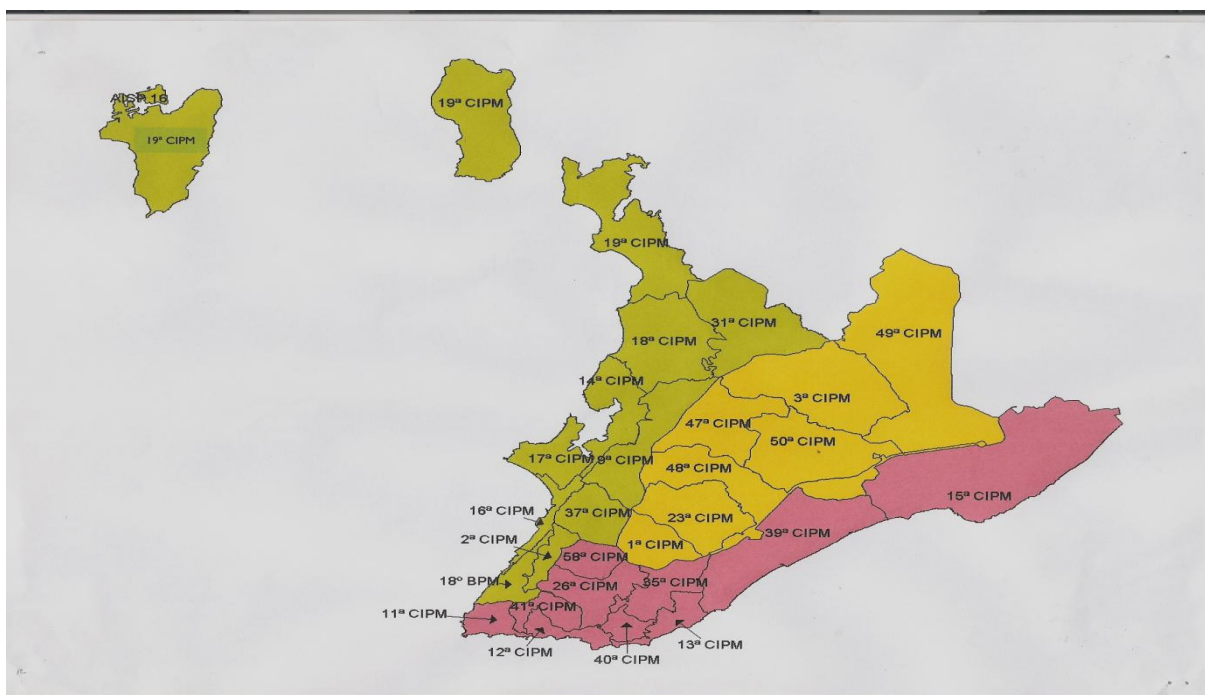 AISP 16
19ª CIPM
19ª CIPM
19ª CIPM
31ª CIPM
49ª CIPM
18ª CIPM
14ª CIPM
3ª CIPM
47ª CIPM
50ª CIPM
17ª CIPM
9ª CIPM
48ª CIPM
15ª CIPM
16ª CIPM
37ª CIPM
23ª CIPM
39ª CIPM
2ª CIPM
1ª CIPM
58ª CIPM
18º BPM
26ª CIPM
35ª CIPM
11ª CIPM
41ª CIPM
12ª CIPM
40ª CIPM
13ª CIPM